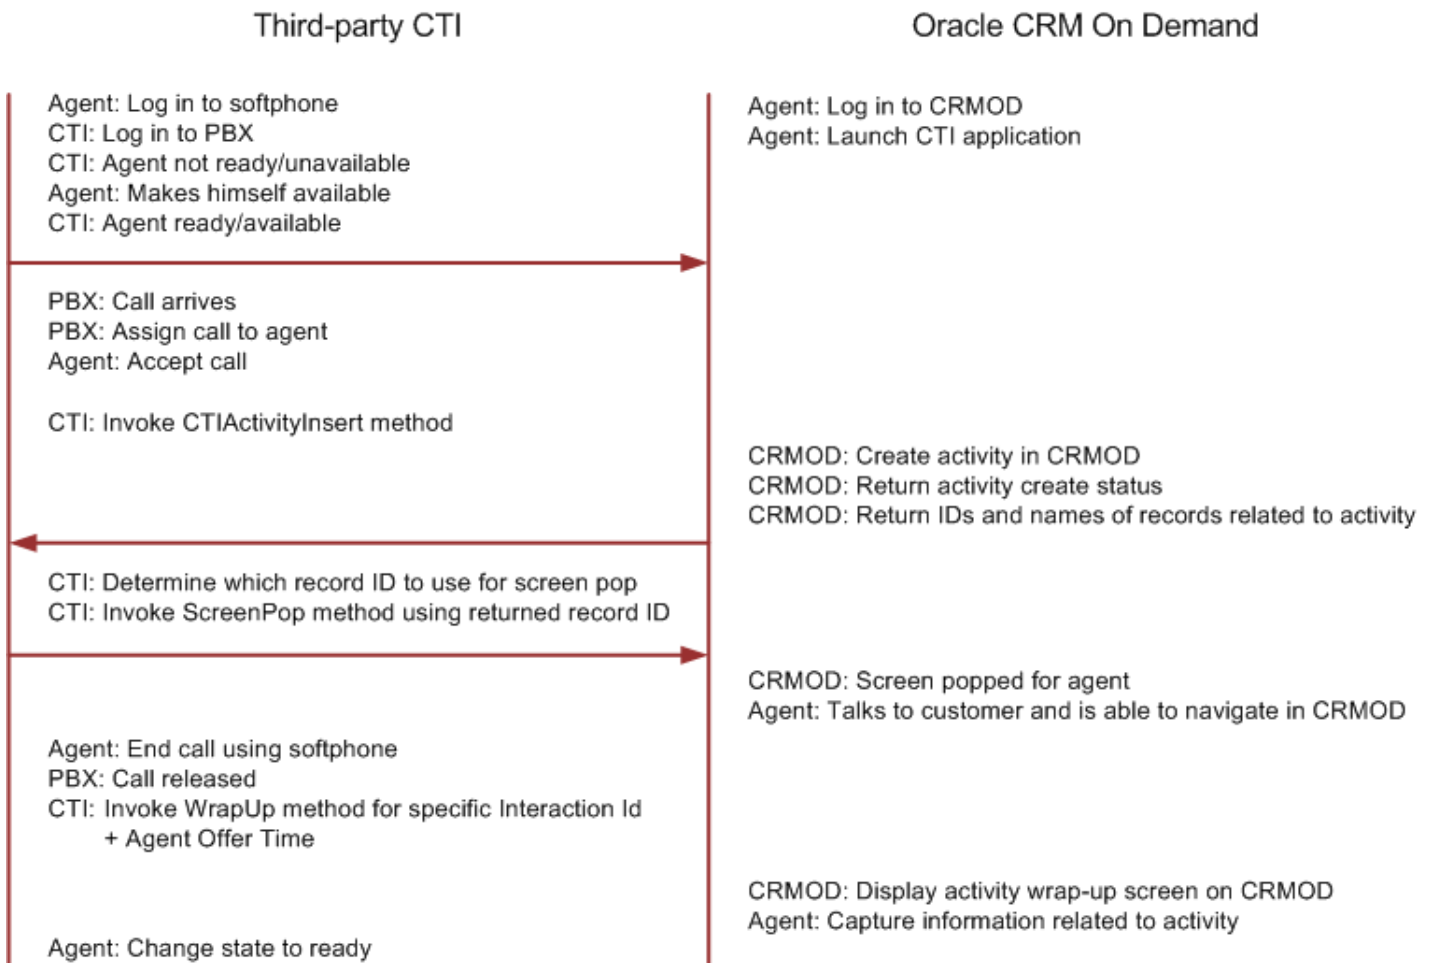 Third-party CTI
Oracle CRM On Demand
Agent: Log in to softphone
CTI: Log in to PBX
CTI: Agent not ready/unavailable
Agent: Makes himself available
CTI: Agent ready/available
Agent: Log in to CRMOD
Agent: Launch CTI application
PBX: Call arrives
PBX: Assign call to agent
Agent: Accept call
CTI: Invoke CTIActivityInsert method
CRMOD: Create activity in CRMOD
CRMOD: Return activity create status
CRMOD: Return IDs and names of records related to activity
CTI: Determine which record ID to use for screen pop
CTI: Invoke ScreenPop method using returned record ID
CRMOD: Screen popped for agent
Agent: Talks to customer and is able to navigate in CRMOD
Agent: End call using softphone
PBX: Call released
CTI: Invoke WrapUp method for specific Interaction Id
+ Agent Offer Time
CRMOD: Display activity wrap-up screen on CRMOD
Agent: Capture information related to activity
Agent: Change state to ready